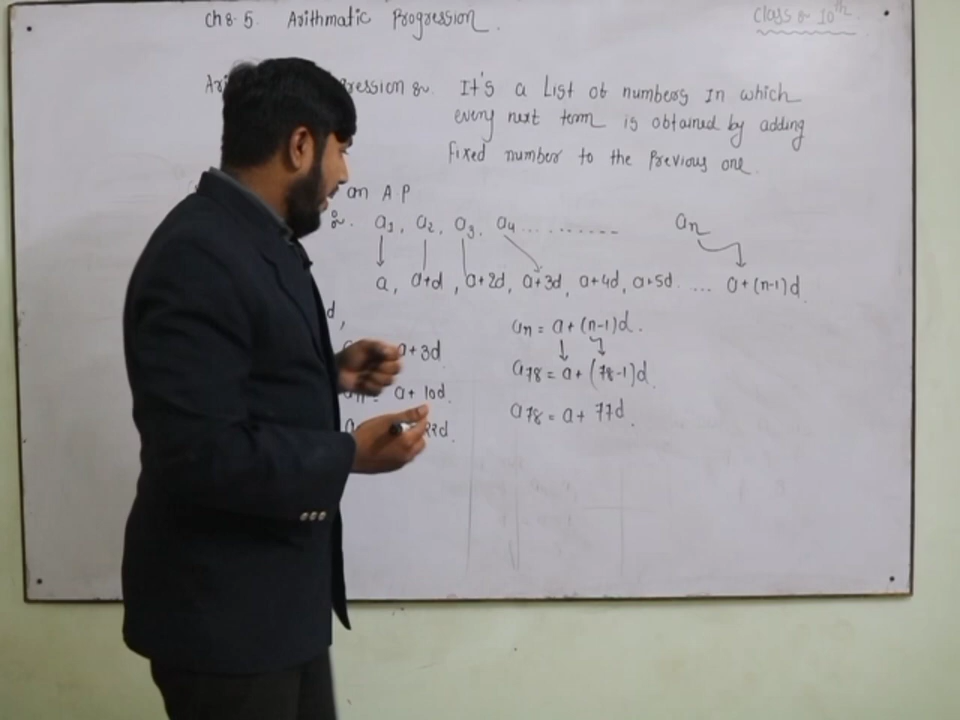 Ch 8- 5. Arithmatic Progression.
Class 8- 10th.
It's a List of numbers In which
every next term is obtained by adding
Fixed number to the Previous one.
an A.P
a1, a2, a3, a4 .......... an
a, a+d, a+2d, a+3d, a+4d, a+5d. .... a+(n-1)d.
d,
a+3d
a+10d.
22d.
an = a+(n-1)d.
a78 = a+(78-1)d.
a78 = a+77d.